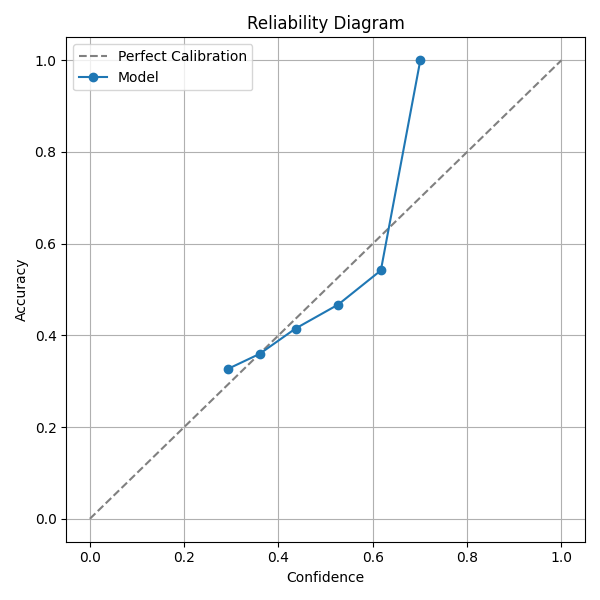 Reliability Diagram
Perfect Calibration
Model
1.0
0.8
0.6
0.4
0.2
0.0
Accuracy
0.0 0.2 0.4 0.6 0.8 1.0
Confidence